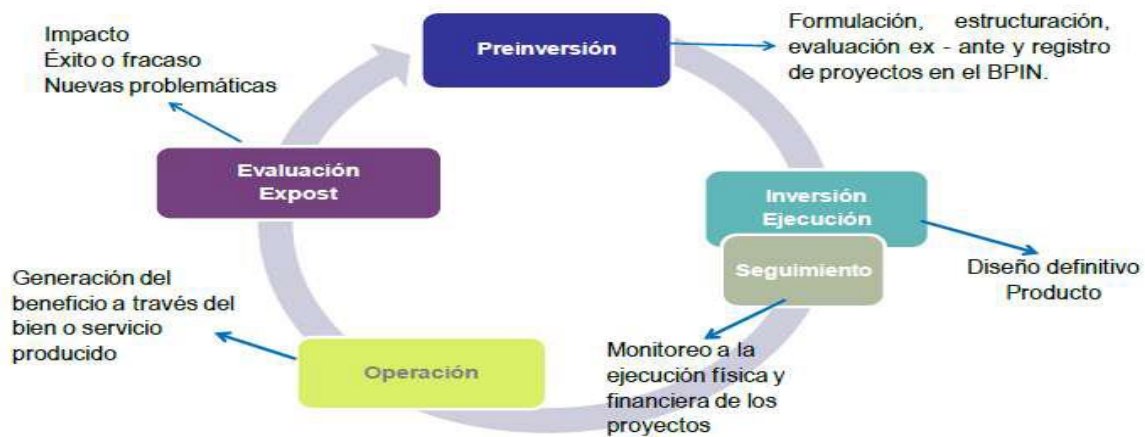 Impacto
Éxito o fracaso
Nuevas problemáticas
Preinversión
Formulación, estructuración,
evaluación ex - ante y registro
de proyectos en el BPIN.
Evaluación
Expost
Inversión
Ejecución
Seguimiento
Diseño definitivo
Producto
Generación del
beneficio a través del
bien o servicio
producido
Operación
Monitoreo a la
ejecución física y
financiera de los
proyectos